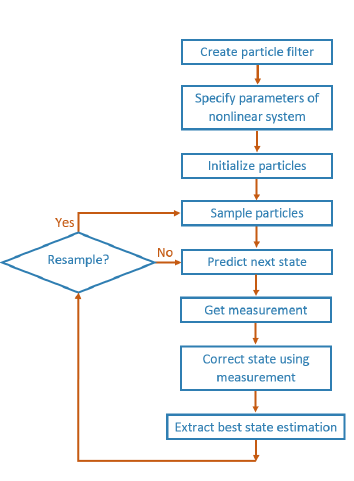 Create particle filter
Specify parameters of
nonlinear system
Initialize particles
Yes
Sample particles
Resample?
No
Predict next state
Get measurement
Correct state using
measurement
Extract best state estimation